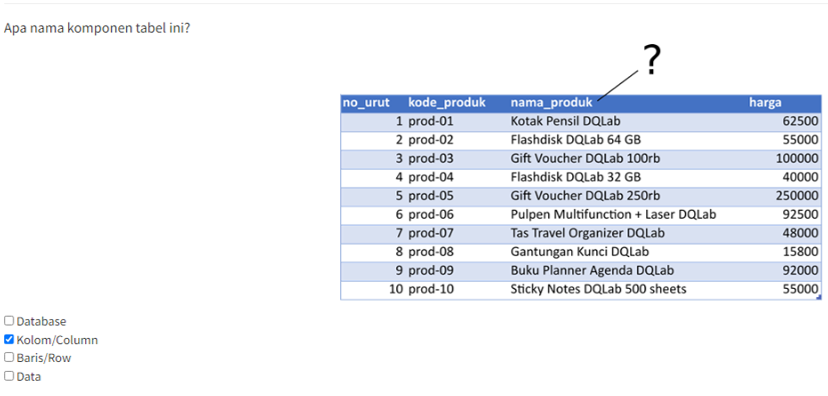 Apa nama komponen tabel ini?
?
no_urut kode_produk nama_produk harga
1 prod-01 Kotak Pensil DQLab 62500
2 prod-02 Flashdisk DQLab 64 GB 55000
3 prod-03 Gift Voucher DQLab 100rb 100000
4 prod-04 Flashdisk DQLab 32 GB 40000
5 prod-05 Gift Voucher DQLab 250rb 250000
6 prod-06 Pulpen Multifunction + Laser DQLab 92500
7 prod-07 Tas Travel Organizer DQLab 48000
8 prod-08 Gantungan Kunci DQLab 15800
9 prod-09 Buku Planner Agenda DQLab 92000
10 prod-10 Sticky Notes DQLab 500 sheets 55000
Database
Kolom/Column
Baris/Row
Data